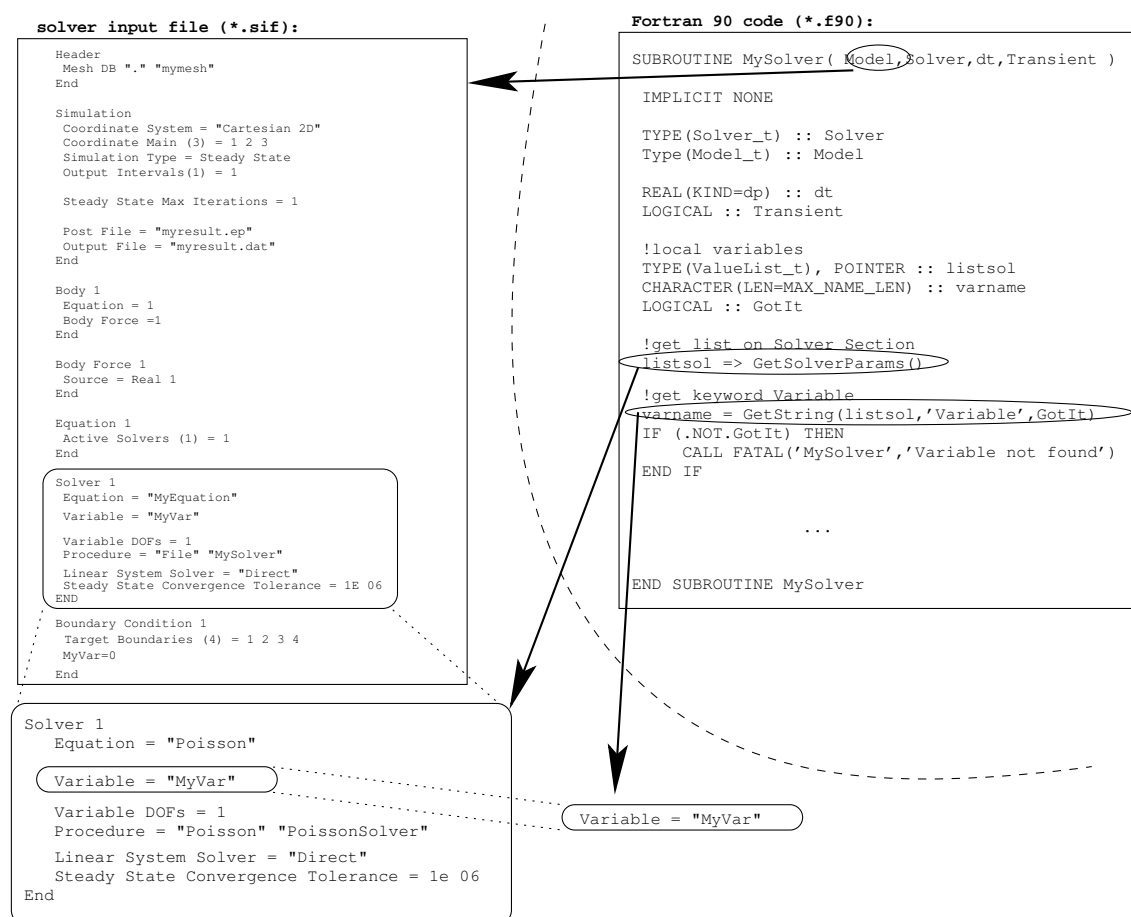 solver input file (*.sif):
Header
Mesh DB "." "mymesh"
End
Simulation
Coordinate System = "Cartesian 2D"
Coordinate Main (3) = 1 2 3
Simulation Type = Steady State
Output Intervals(1) = 1
Steady State Max Iterations = 1
Post File = "myresult.ep"
Output File = "myresult.dat"
End
Body 1
Equation = 1
Body Force =1
End
Body Force 1
Source = Real 1
End
Equation 1
Active Solvers (1) = 1
End
Solver 1
Equation = "MyEquation"
Variable = "MyVar"
Variable DOFs = 1
Procedure = "File" "MySolver"
Linear System Solver = "Direct"
Steady State Convergence Tolerance = 1E 06
END
Boundary Condition 1
Target Boundaries (4) = 1 2 3 4
MyVar=0
End
Solver 1
Equation = "Poisson"
Variable = "MyVar"
Variable DOFs = 1
Procedure = "Poisson" "PoissonSolver"
Linear System Solver = "Direct"
Steady State Convergence Tolerance = 1e 06
End
Fortran 90 code (*.f90):
SUBROUTINE MySolver( Model,Solver,dt,Transient )
IMPLICIT NONE
TYPE(Solver_t) :: Solver
Type(Model_t) :: Model
REAL(KIND=dp) :: dt
LOGICAL :: Transient
!local variables
TYPE(ValueList_t), POINTER :: listsol
CHARACTER(LEN=MAX_NAME_LEN) :: varname
LOGICAL :: GotIt
!get list on Solver Section
listsol => GetSolverParams()
!get keyword Variable
varname = GetString(listsol,’Variable’,GotIt)
IF (.NOT.GotIt) THEN
CALL FATAL(’MySolver’,’Variable not found’)
END IF
...
END SUBROUTINE MySolver
Variable = "MyVar"